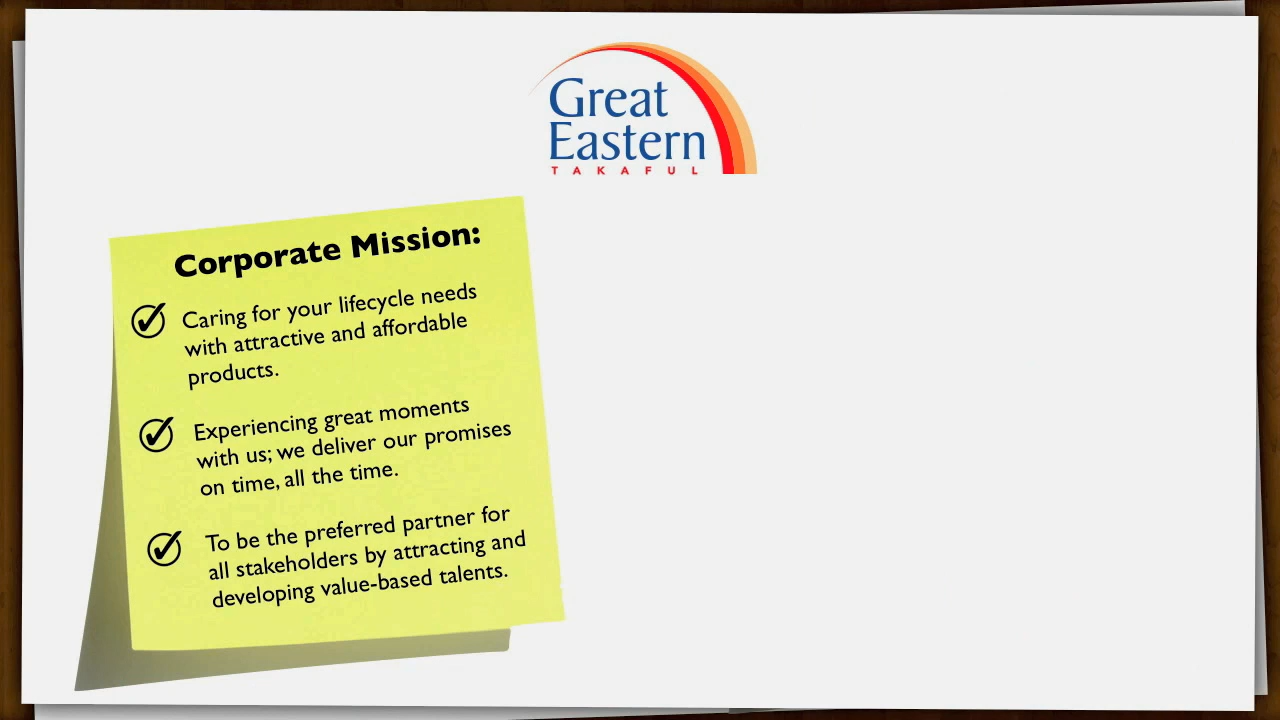 Great
Eastern
TAKAFUL
Corporate Mission:
Caring for your lifecycle needs
with attractive and affordable
products.
Experiencing great moments
with us; we deliver our promises
on time, all the time.
To be the preferred partner for
all stakeholders by attracting and
developing value-based talents.